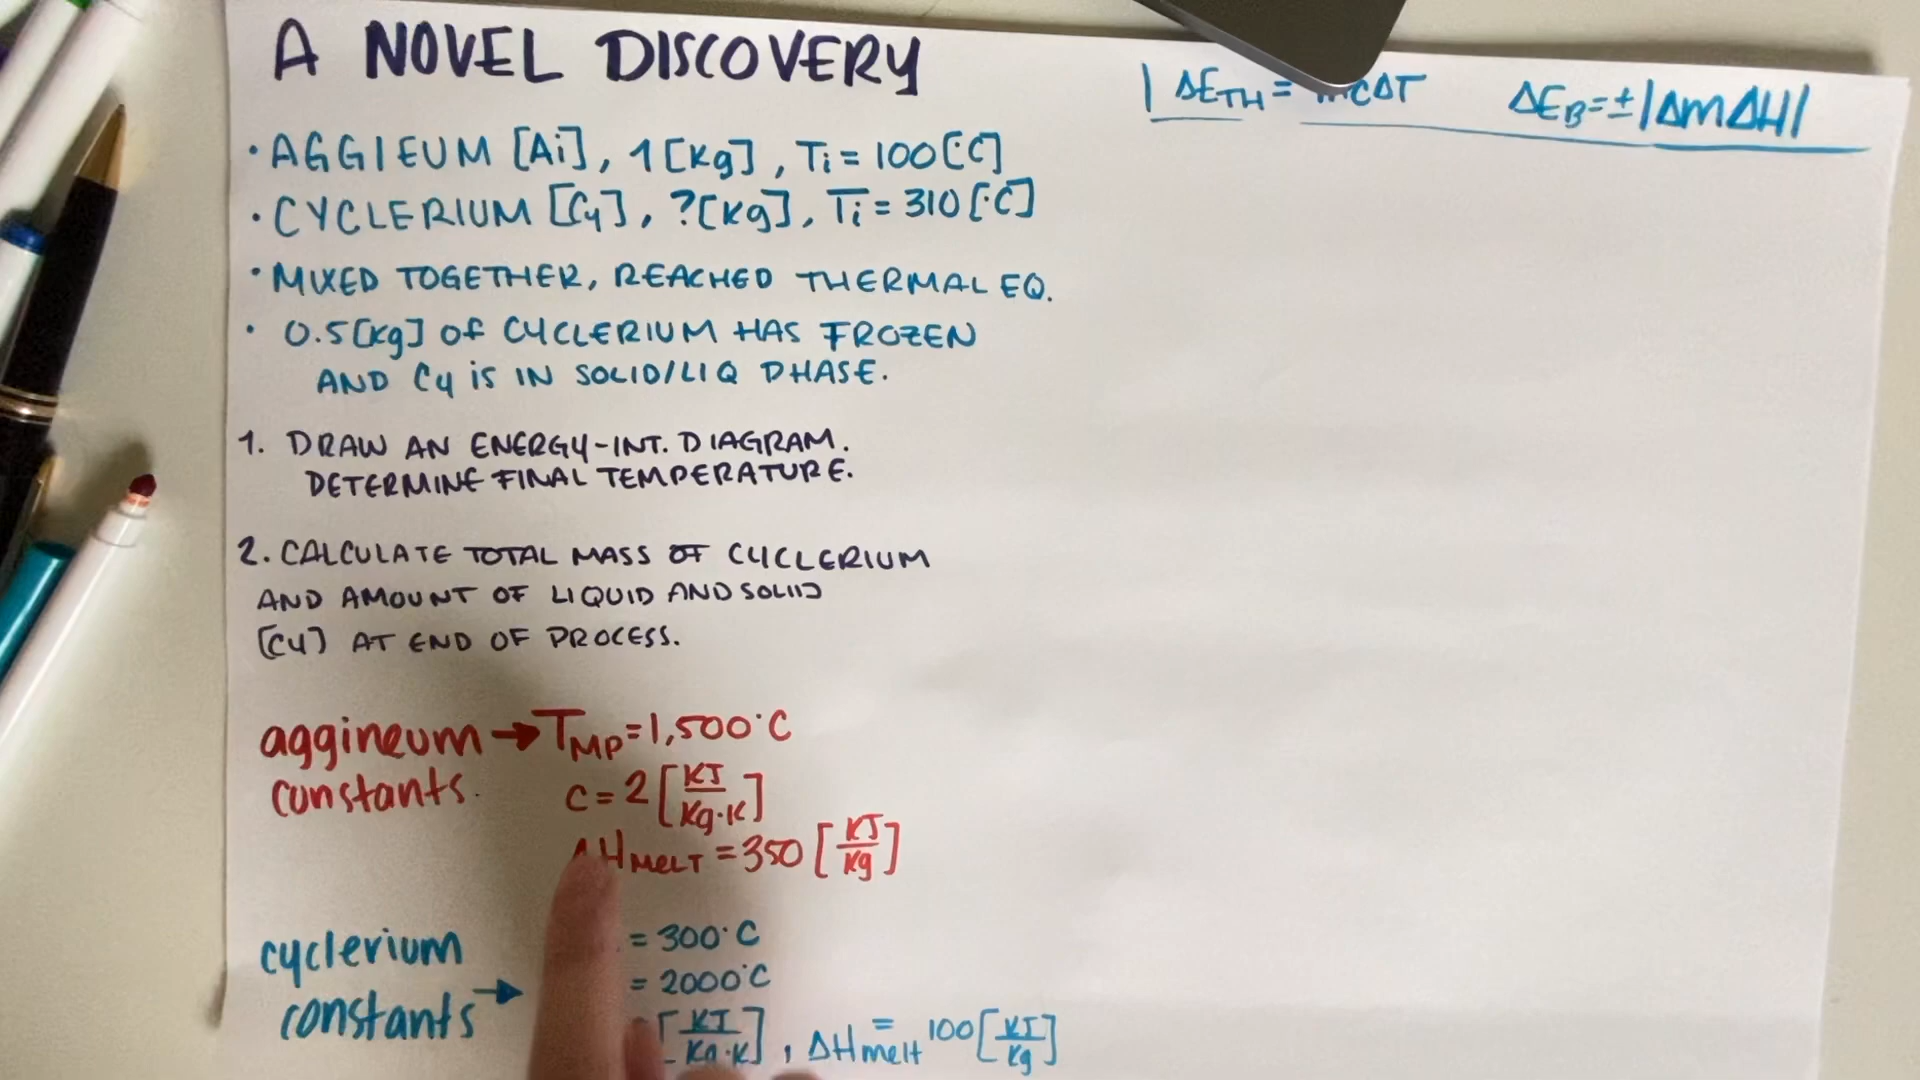 A NOVEL DISCOVERY
| ΔE_TH = mcΔT ΔE_B = ±|ΔmΔH|
• AGGIEUM [Ai], 1[Kg], Ti = 100[°C]
• CYCLERIUM [Cy], ?[Kg], Ti = 310[°C]
• MIXED TOGETHER, REACHED THERMAL EQ.
• 0.5[Kg] OF CYCLERIUM HAS FROZEN
AND Cy IS IN SOLID/LIQ PHASE.
1. DRAW AN ENERGY-INT. DIAGRAM.
DETERMINE FINAL TEMPERATURE.
2. CALCULATE TOTAL MASS OF CYCLERIUM
AND AMOUNT OF LIQUID AND SOLID
[Cy] AT END OF PROCESS.
aggineum → T_MP = 1,500°C
constants.
c = 2 [KJ/Kg·K]
ΔH_MELT = 350 [KJ/Kg]
cyclerium
constants →
= 300°C
= 2000°C
[KJ/Kg·K], ΔH_melt = 100 [KJ/Kg]